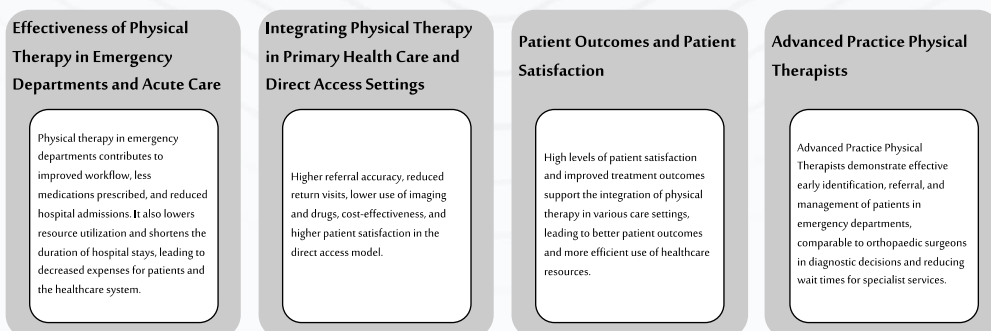 Effectiveness of Physical
Therapy in Emergency
Departments and Acute Care
Physical therapy in emergency
departments contributes to
improved workflow, less
medications prescribed, and reduced
hospital admissions. It also lowers
resource utilization and shortens the
duration of hospital stays, leading to
decreased expenses for patients and
the healthcare system.
Integrating Physical Therapy
in Primary Health Care and
Direct Access Settings
Higher referral accuracy, reduced
return visits, lower use of imaging
and drugs, cost-effectiveness, and
higher patient satisfaction in the
direct access model.
Patient Outcomes and Patient
Satisfaction
High levels of patient satisfaction
and improved treatment outcomes
support the integration of physical
therapy in various care settings,
leading to better patient outcomes
and more efficient use of healthcare
resources.
Advanced Practice Physical
Therapists
Advanced Practice Physical
Therapists demonstrate effective
early identification, referral, and
management of patients in
emergency departments,
comparable to orthopaedic surgeons
in diagnostic decisions and reducing
wait times for specialist services.